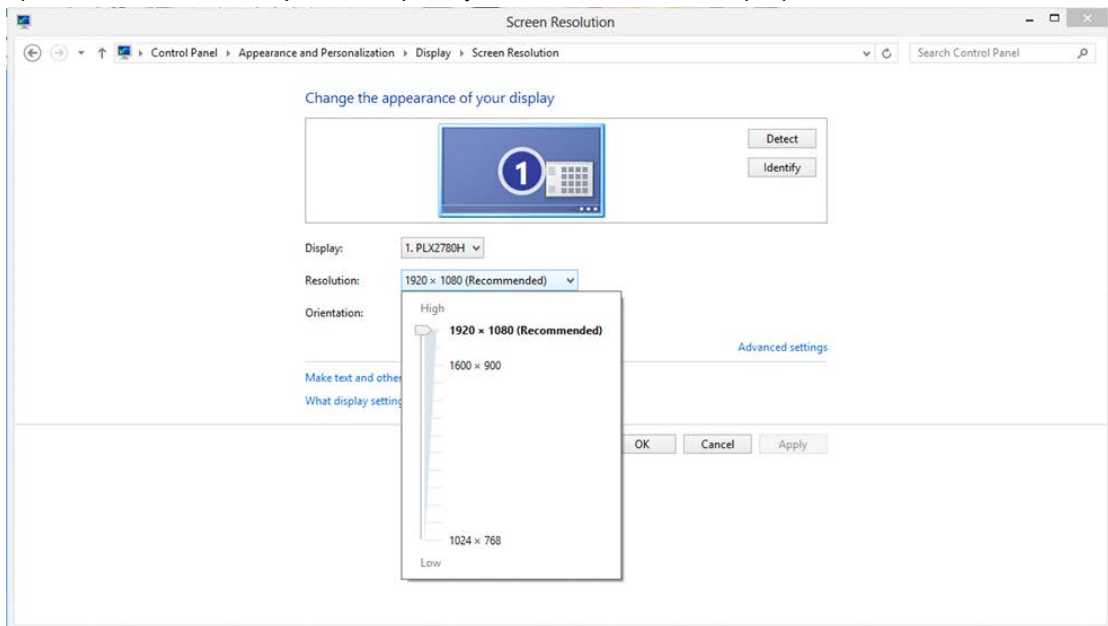 Screen Resolution
Control Panel ▸ Appearance and Personalization ▸ Display ▸ Screen Resolution
Search Control Panel
Change the appearance of your display
1
Detect
Identify
Display: 1. PLX2780H
Resolution: 1920 × 1080 (Recommended)
Orientation:
High
1920 × 1080 (Recommended)
Advanced settings
1600 × 900
Make text and other
What display setting
OK Cancel Apply
1024 × 768
Low